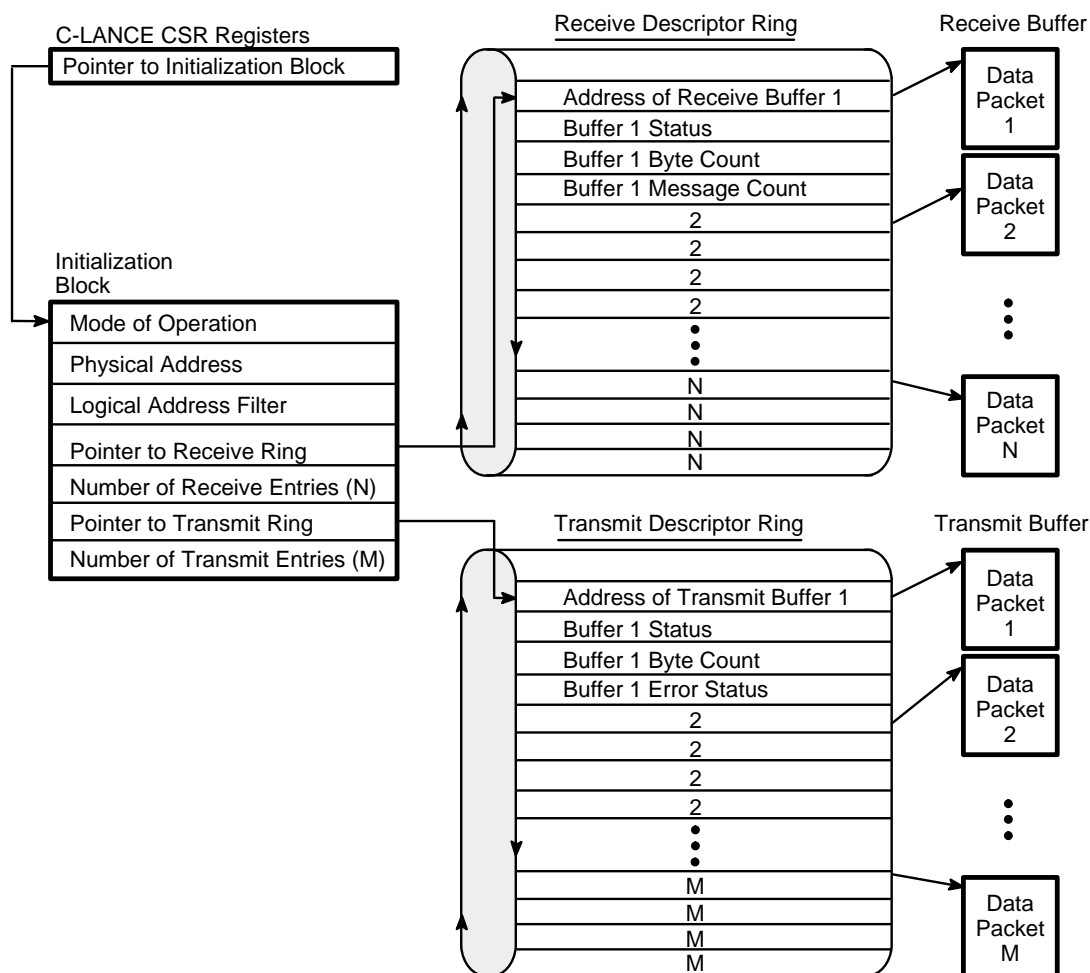 C-LANCE CSR Registers
Pointer to Initialization Block
Initialization
Block
Mode of Operation
Physical Address
Logical Address Filter
Pointer to Receive Ring
Number of Receive Entries (N)
Pointer to Transmit Ring
Number of Transmit Entries (M)
Receive Descriptor Ring
Address of Receive Buffer 1
Buffer 1 Status
Buffer 1 Byte Count
Buffer 1 Message Count
2
2
2
2
N
N
N
N
Receive Buffer
Data
Packet
1
Data
Packet
2
Data
Packet
N
Transmit Descriptor Ring
Address of Transmit Buffer 1
Buffer 1 Status
Buffer 1 Byte Count
Buffer 1 Error Status
2
2
2
2
M
M
M
M
Transmit Buffer
Data
Packet
1
Data
Packet
2
Data
Packet
M